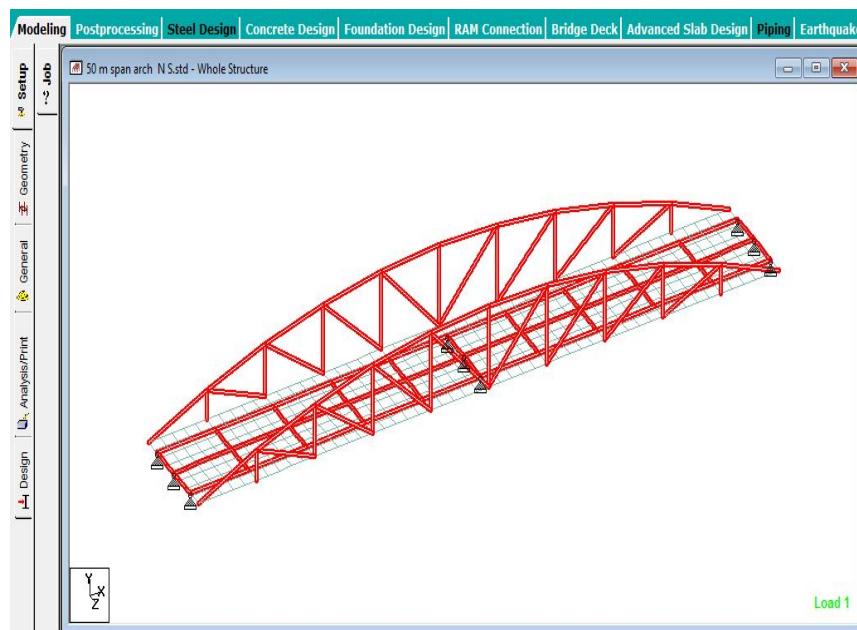 Modeling Postprocessing Steel Design Concrete Design Foundation Design RAM Connection Bridge Deck Advanced Slab Design Piping Earthquake
50 m span arch N S.std - Whole Structure
Setup
? Job
Geometry
General
Analysis/Print
Design
Y
X
Z
Load 1